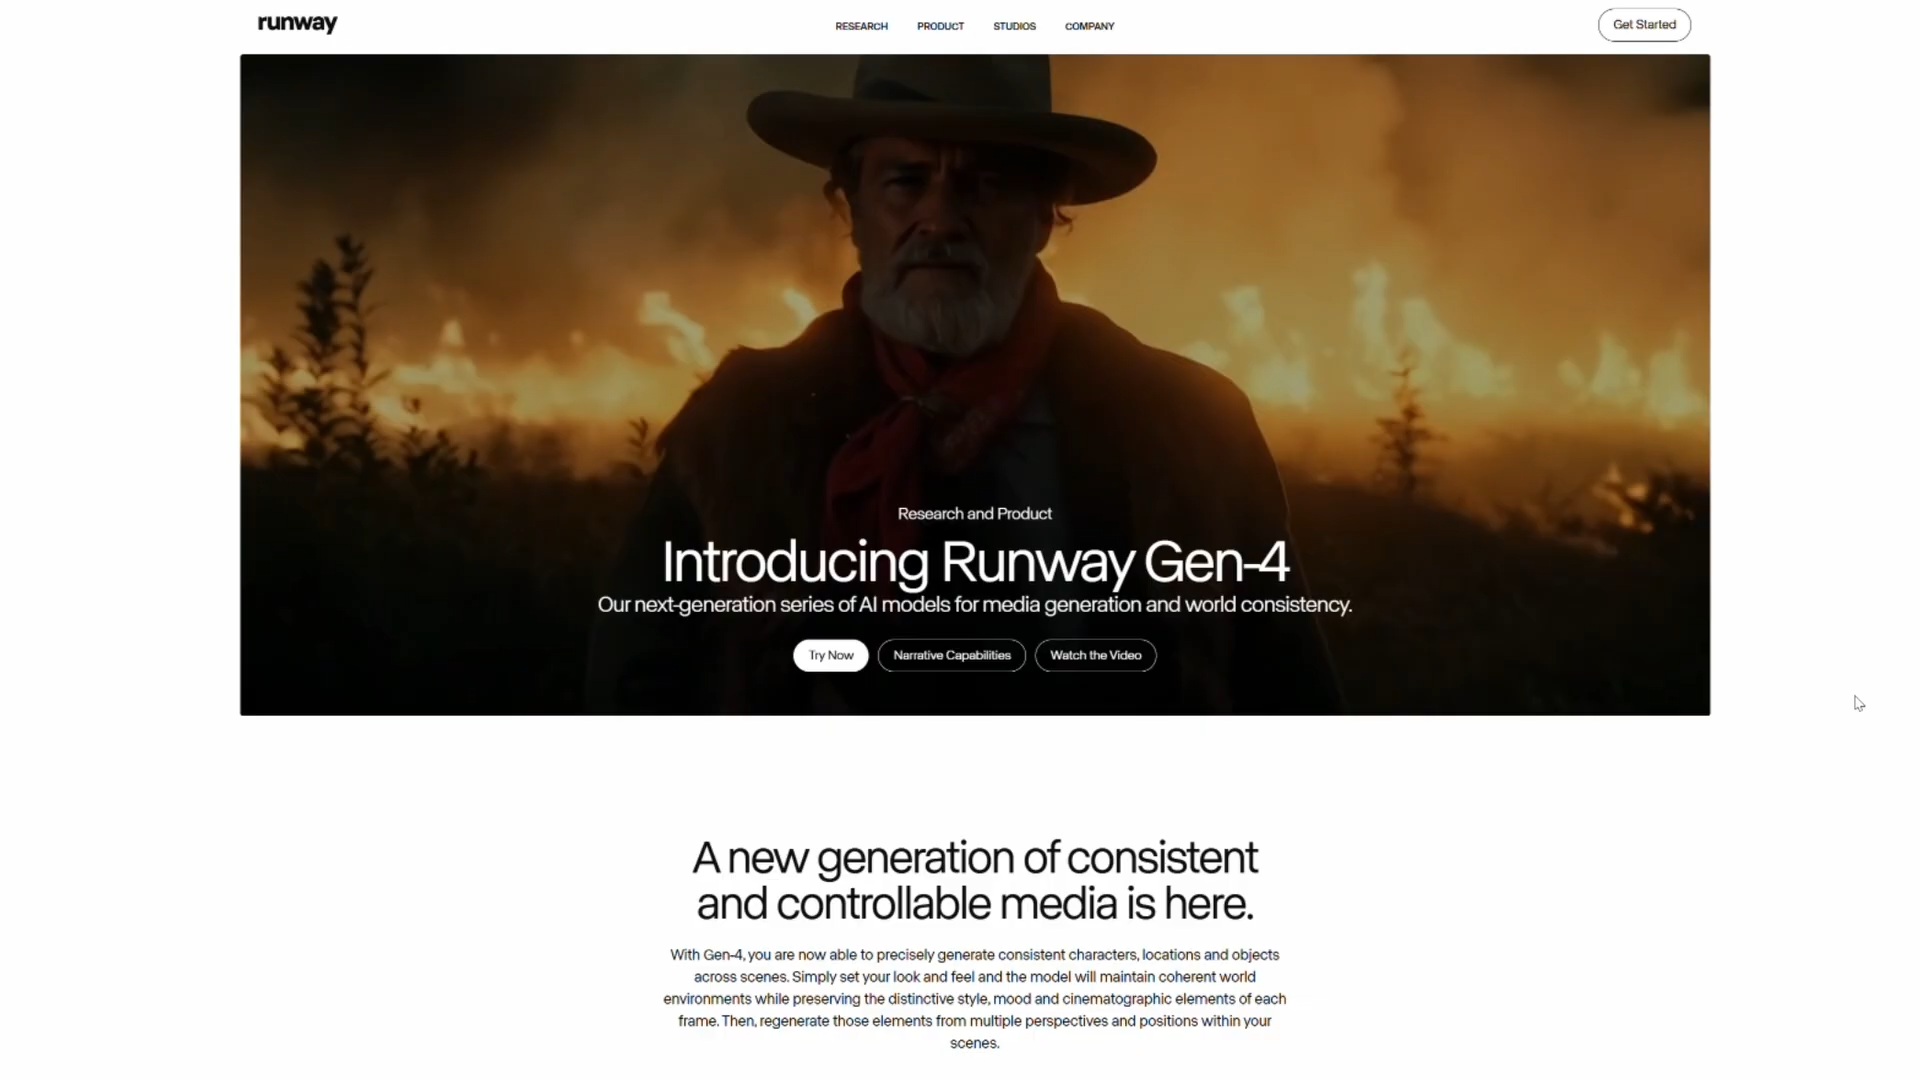 runway
RESEARCH
PRODUCT
STUDIOS
COMPANY
Get Started
Research and Product
Introducing Runway Gen-4
Our next-generation series of AI models for media generation and world consistency.
Try Now
Narrative Capabilities
Watch the Video
A new generation of consistent
and controllable media is here.
With Gen-4, you are now able to precisely generate consistent characters, locations and objects
across scenes. Simply set your look and feel and the model will maintain coherent world
environments while preserving the distinctive style, mood and cinematographic elements of each
frame. Then, regenerate those elements from multiple perspectives and positions within your
scenes.